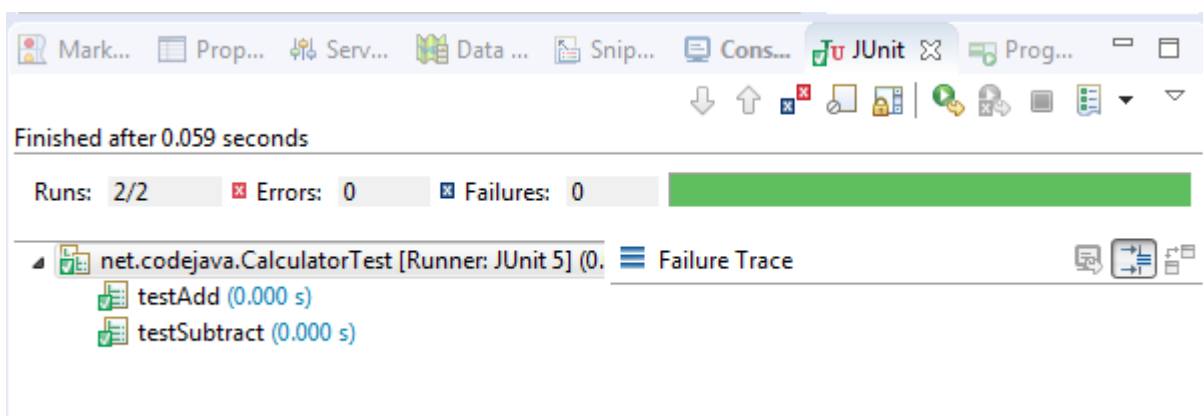 Mark... Prop... Serv... Data ... Snip... Cons... JUnit Prog...
Finished after 0.059 seconds
Runs: 2/2 Errors: 0 Failures: 0
net.codejava.CalculatorTest [Runner: JUnit 5] (0. Failure Trace
testAdd (0.000 s)
testSubtract (0.000 s)